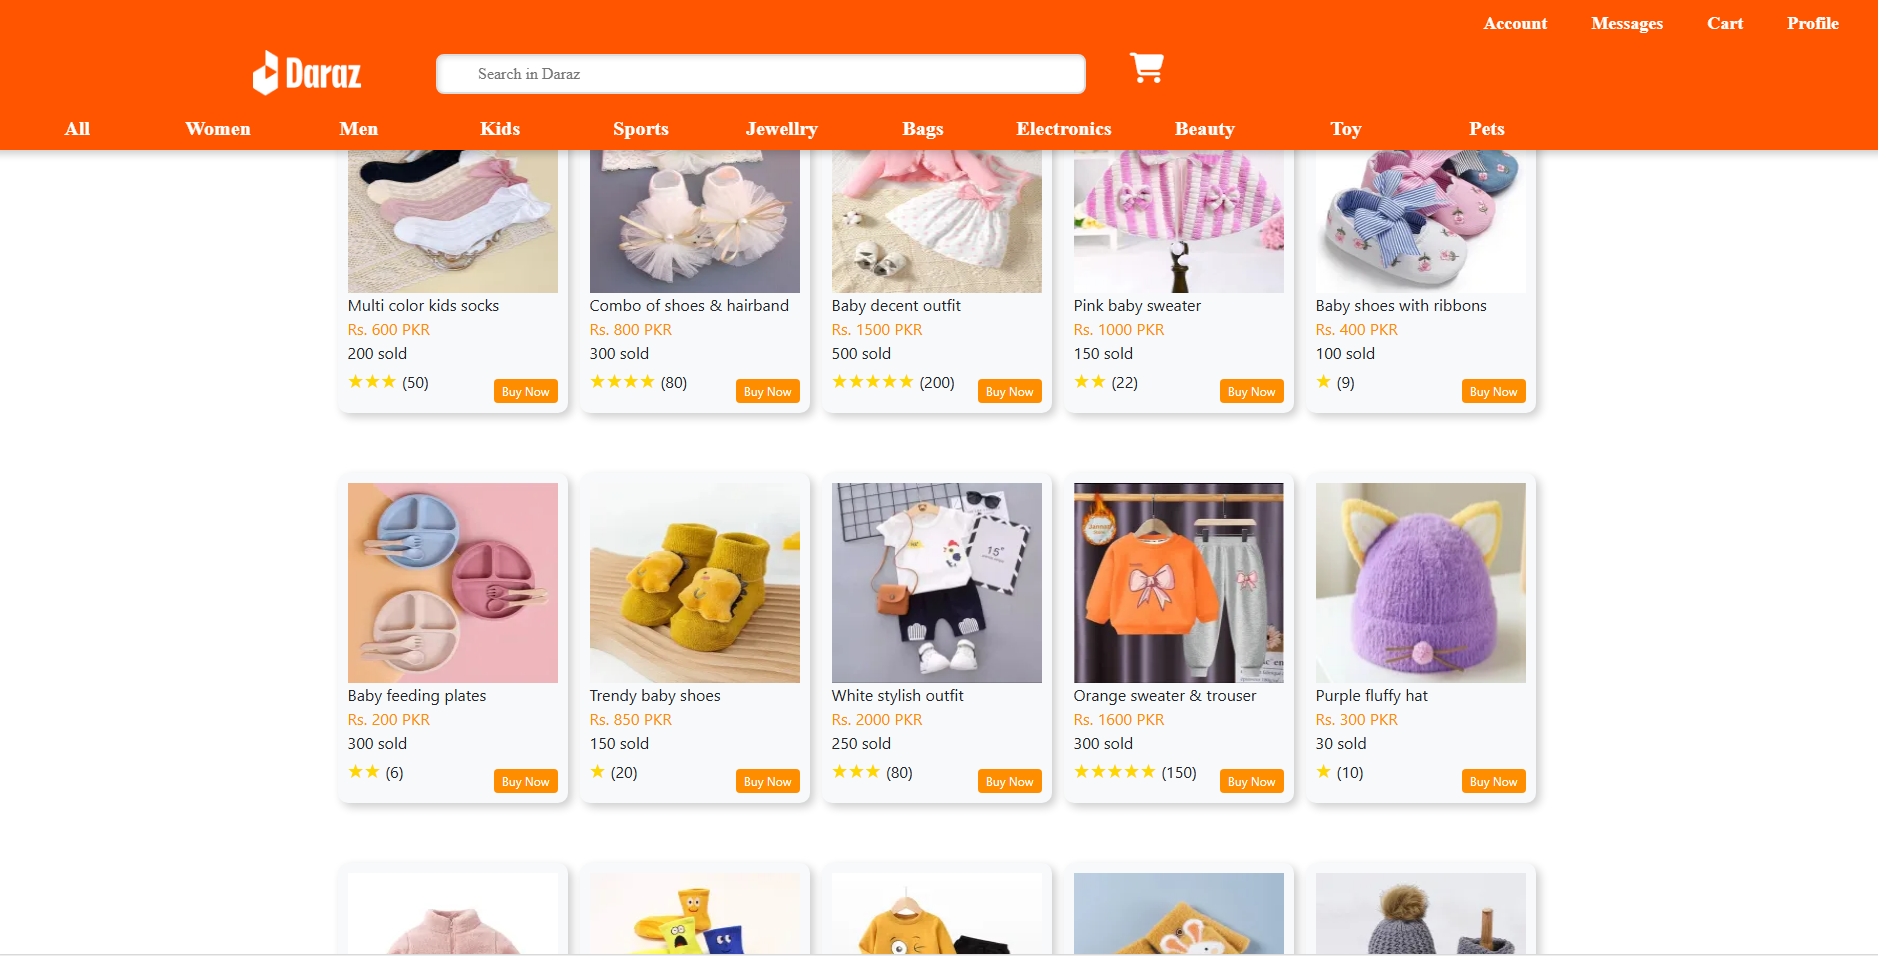 Account Messages Cart Profile
Daraz
Search in Daraz
All Women Men Kids Sports Jewellry Bags Electronics Beauty Toy Pets
Multi color kids socks
Rs. 600 PKR
200 sold
★★★ (50)
Buy Now
Combo of shoes & hairband
Rs. 800 PKR
300 sold
★★★★ (80)
Buy Now
Baby decent outfit
Rs. 1500 PKR
500 sold
★★★★★ (200)
Buy Now
Pink baby sweater
Rs. 1000 PKR
150 sold
★★ (22)
Buy Now
Baby shoes with ribbons
Rs. 400 PKR
100 sold
★ (9)
Buy Now
Baby feeding plates
Rs. 200 PKR
300 sold
★★ (6)
Buy Now
Trendy baby shoes
Rs. 850 PKR
150 sold
★ (20)
Buy Now
15"
White stylish outfit
Rs. 2000 PKR
250 sold
★★★ (80)
Buy Now
Orange sweater & trouser
Rs. 1600 PKR
300 sold
★★★★★ (150)
Buy Now
Purple fluffy hat
Rs. 300 PKR
30 sold
★ (10)
Buy Now